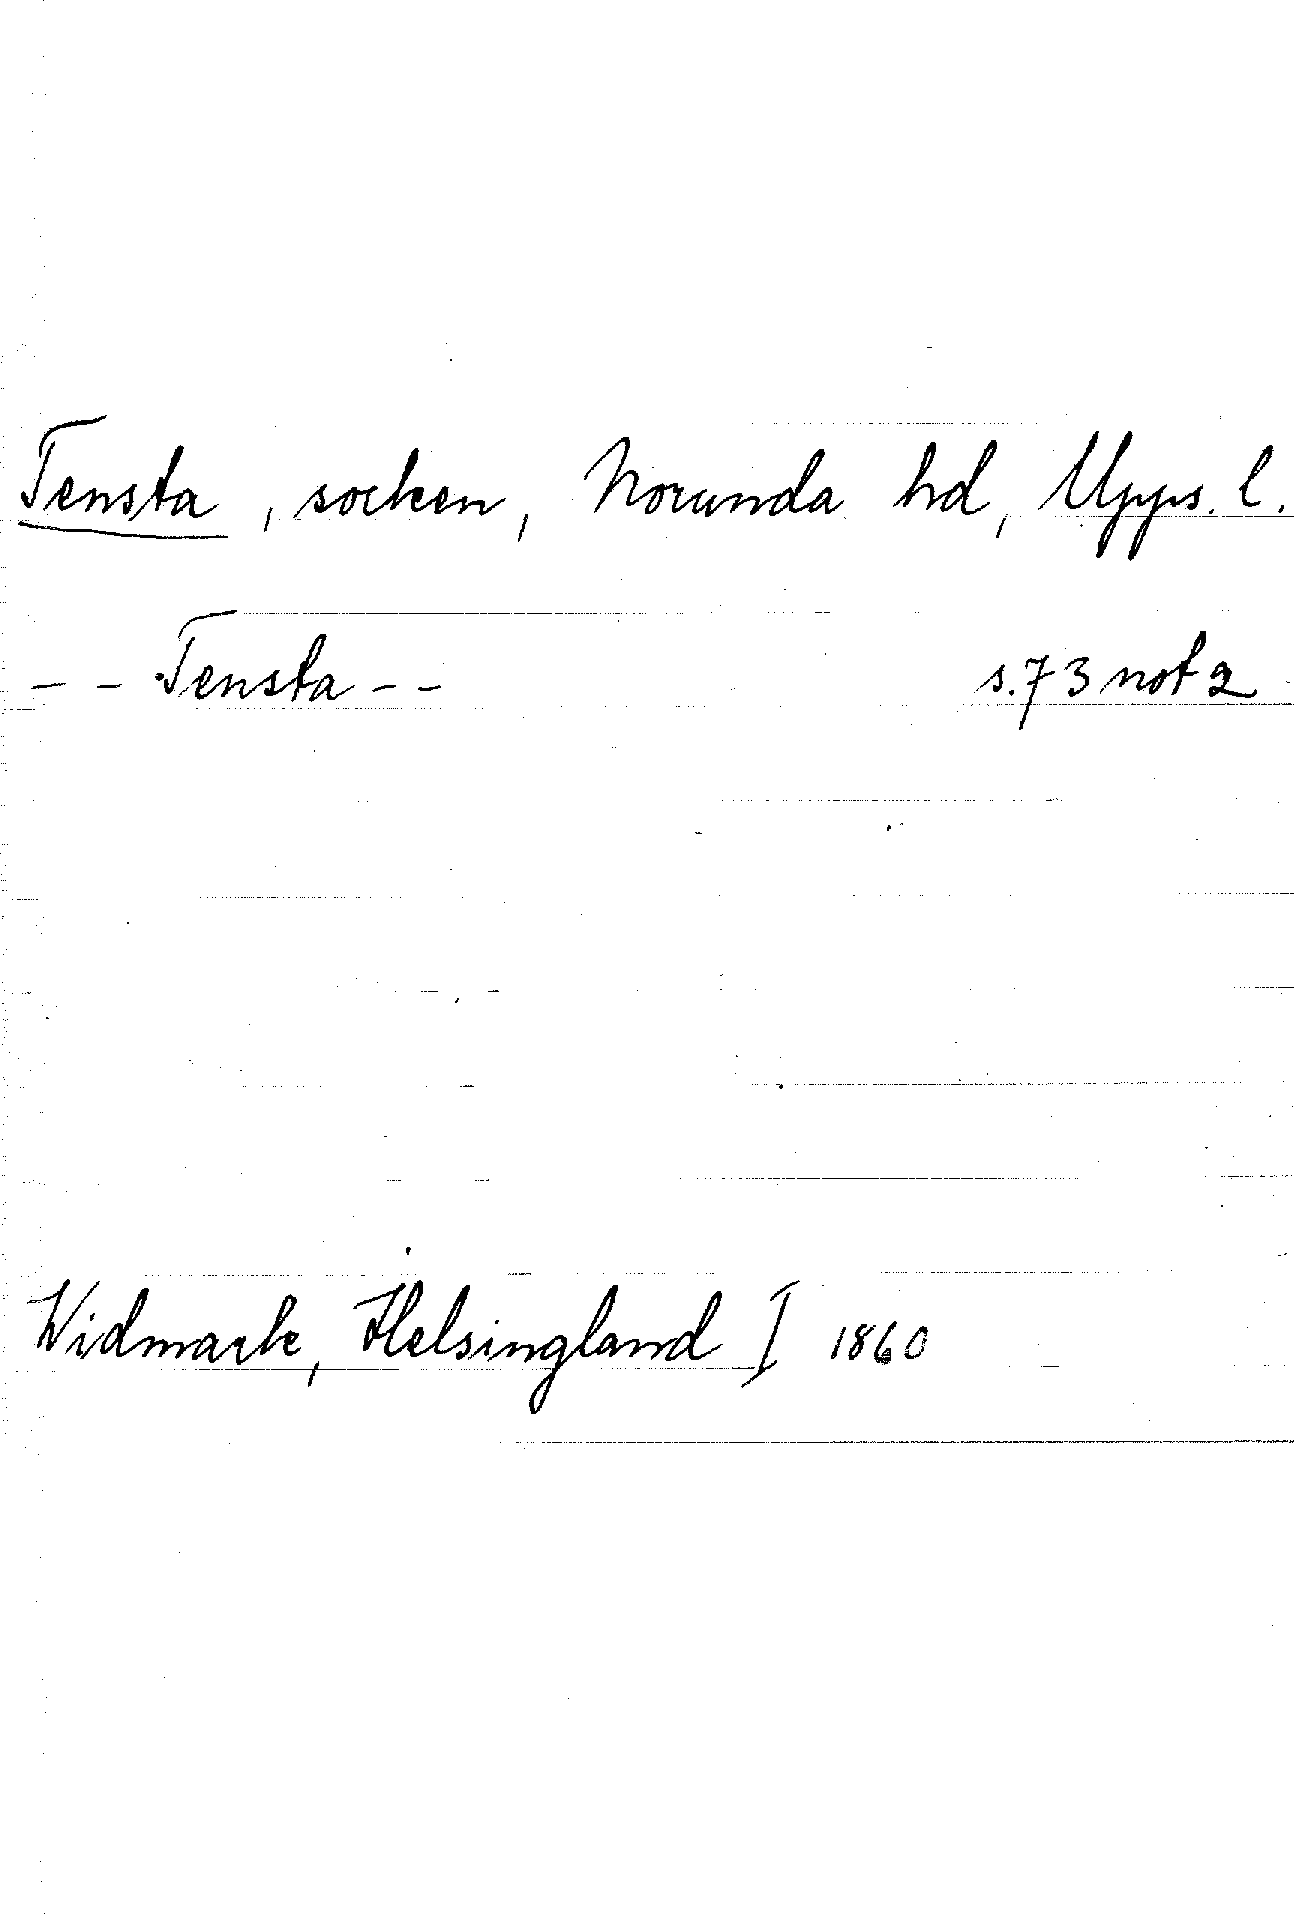 Tensta, socken, Norunda hd, Upps. l.
-- Tensta -- s. 73 not 2
Widmark, Helsingland I 1860